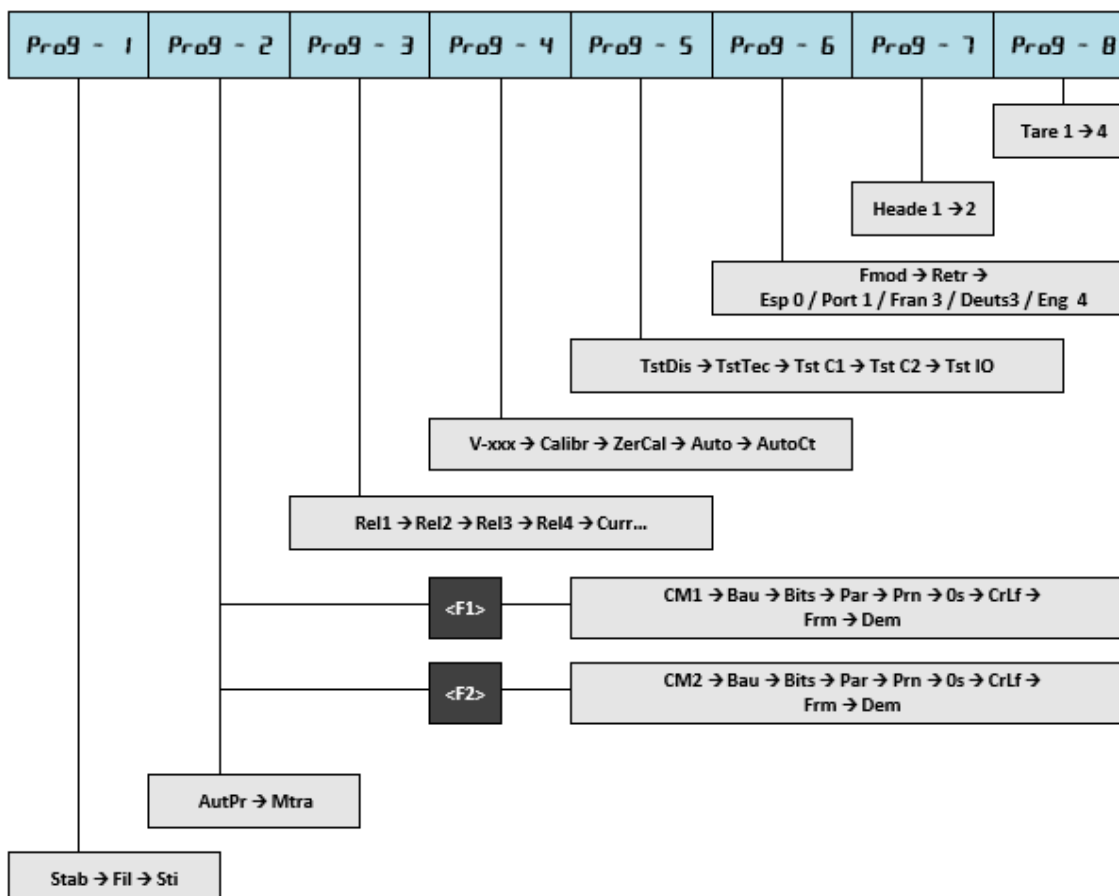 Prog - 1 Prog - 2 Prog - 3 Prog - 4 Prog - 5 Prog - 6 Prog - 7 Prog - 8
Tare 1 → 4
Heade 1 → 2
Fmod → Retr →
Esp 0 / Port 1 / Fran 3 / Deuts3 / Eng 4
TstDis → TstTec → Tst C1 → Tst C2 → Tst IO
V-xxx → Calibr → ZerCal → Auto → AutoCt
Rel1 → Rel2 → Rel3 → Rel4 → Curr...
<F1>
CM1 → Bau → Bits → Par → Prn → 0s → CrLf →
Frm → Dem
<F2>
CM2 → Bau → Bits → Par → Prn → 0s → CrLf →
Frm → Dem
AutPr → Mtra
Stab → Fil → Sti